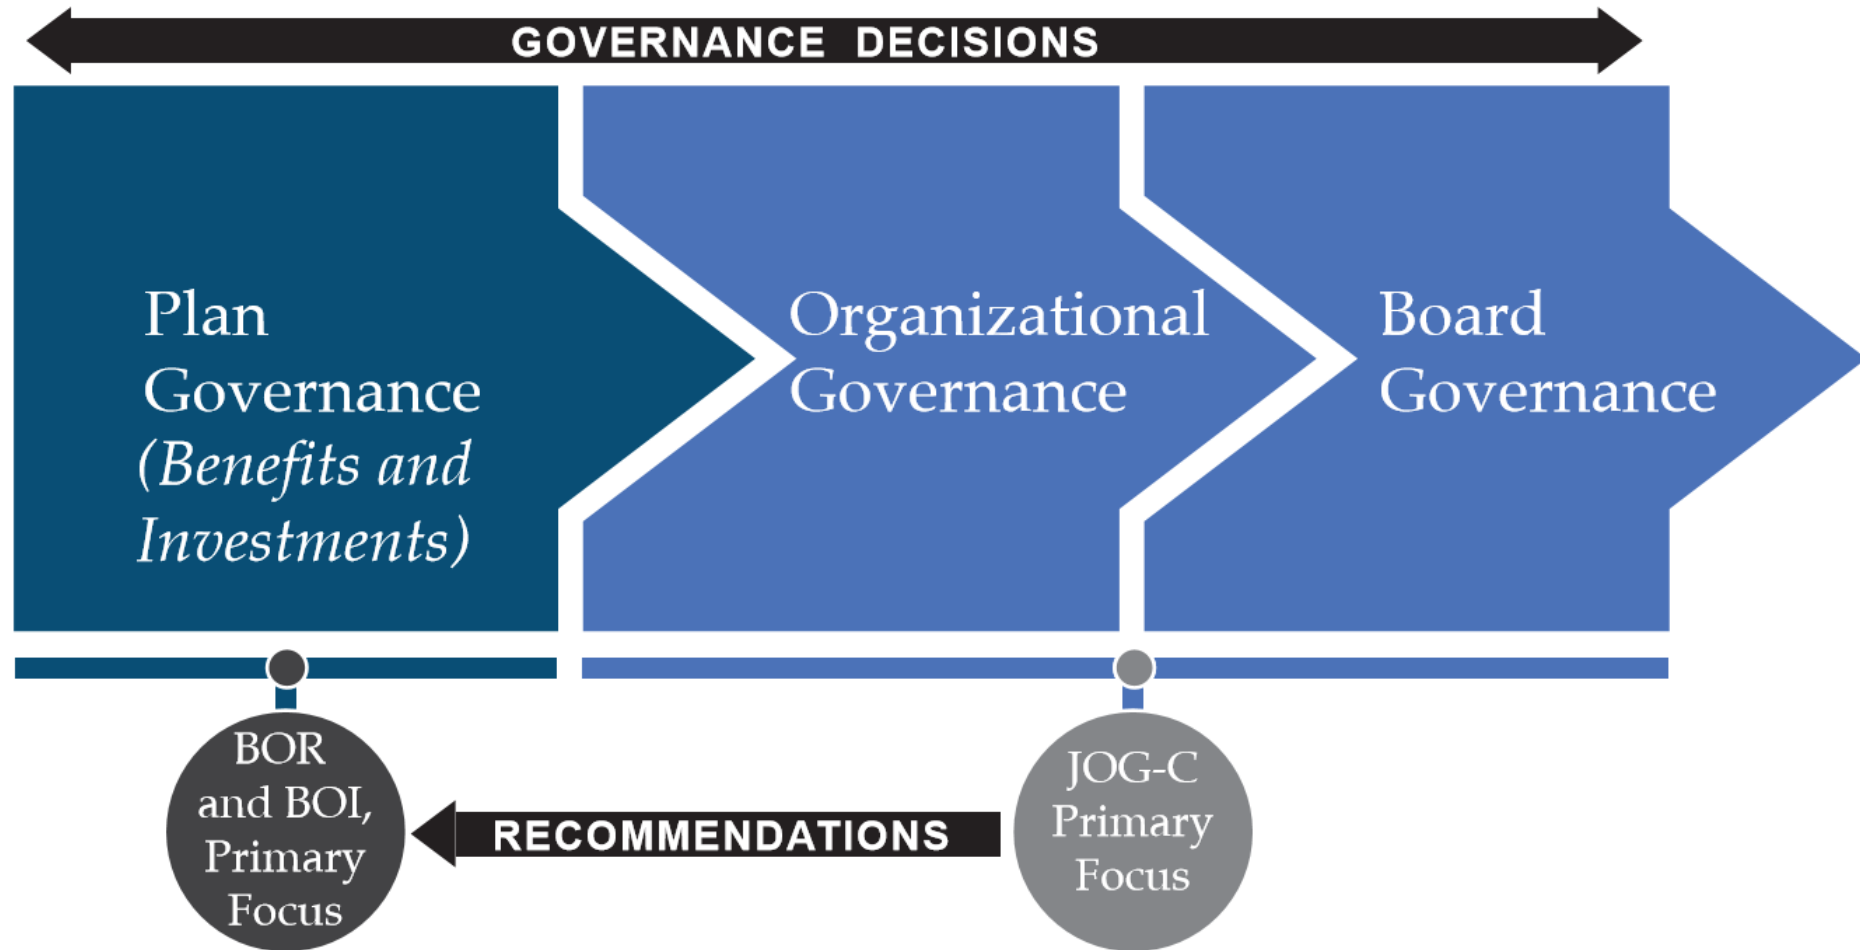 GOVERNANCE DECISIONS
Plan
Governance
(Benefits and
Investments)
Organizational
Governance
Board
Governance
BOR
and BOI,
Primary
Focus
RECOMMENDATIONS
JOG-C
Primary
Focus